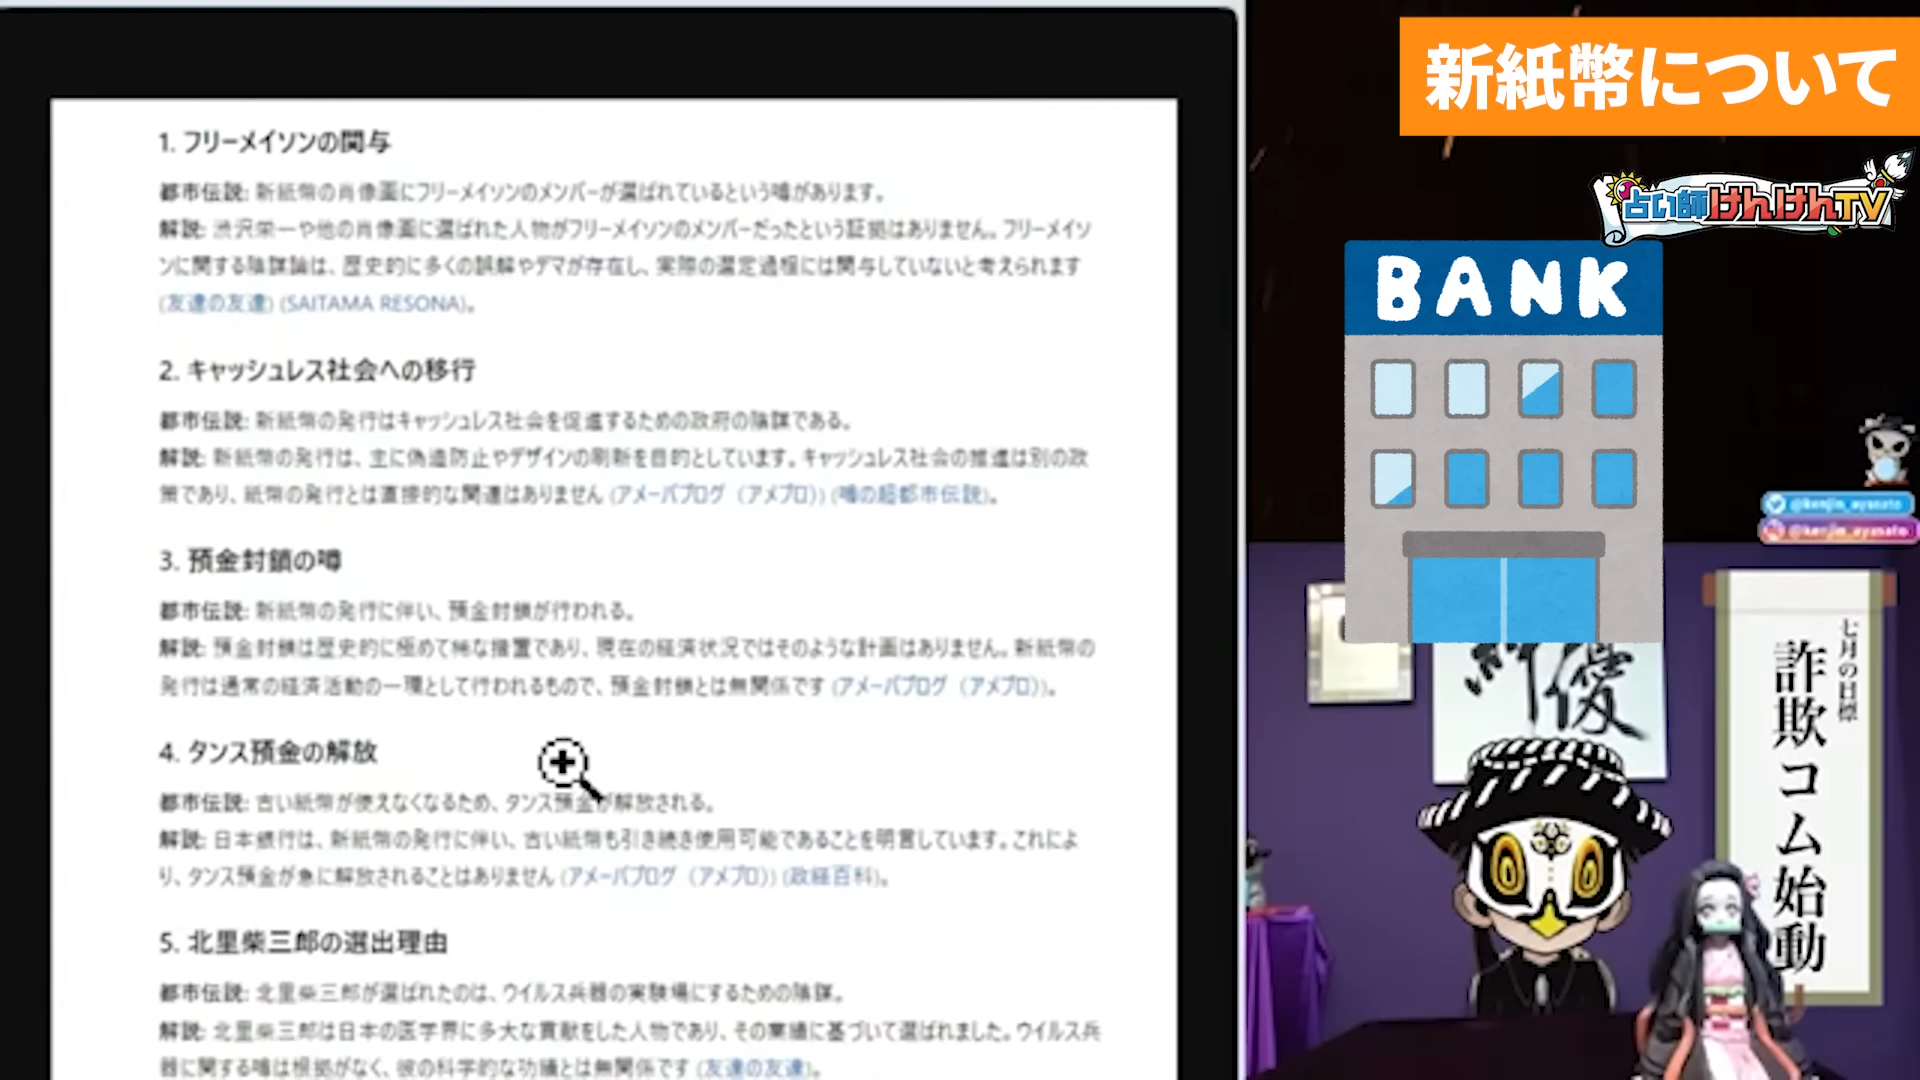 新紙幣について
占い師けんけんTV
BANK
1. フリーメイソンの関与
都市伝説: 新紙幣の肖像画にフリーメイソンのメンバーが選ばれているという噂があります。
解説: 渋沢栄一や他の肖像画に選ばれた人物がフリーメイソンのメンバーだったという証拠はありません。フリーメイソ
ンに関する陰謀論は、歴史的に多くの誤解やデマが存在し、実際の選定過程には関与していないと考えられます
(友達の友達) (SAITAMA RESONA)。
2. キャッシュレス社会への移行
都市伝説: 新紙幣の発行はキャッシュレス社会を促進するための政府の陰謀である。
解説: 新紙幣の発行は、主に偽造防止やデザインの刷新を目的としています。キャッシュレス社会の推進は別の政
策であり、紙幣の発行とは直接的な関連はありません (アメーバブログ（アメブロ）) (噂の超都市伝説)。
3. 預金封鎖の噂
都市伝説: 新紙幣の発行に伴い、預金封鎖が行われる。
解説: 預金封鎖は歴史的に極めて稀な措置であり、現在の経済状況ではそのような計画はありません。新紙幣の
発行は通常の経済活動の一環として行われるもので、預金封鎖とは無関係です (アメーバブログ（アメブロ）)。
4. タンス預金の解放
都市伝説: 古い紙幣が使えなくなるため、タンス預金が解放される。
解説: 日本銀行は、新紙幣の発行に伴い、古い紙幣も引き続き使用可能であることを明言しています。これによ
り、タンス預金が急に解放されることはありません (アメーバブログ（アメブロ）) (政経百科)。
5. 北里柴三郎の選出理由
都市伝説: 北里柴三郎が選ばれたのは、ウイルス兵器の実験場にするための陰謀。
解説: 北里柴三郎は日本の医学界に多大な貢献をした人物であり、その業績に基づいて選ばれました。ウイルス兵
器に関する噂は根拠がなく、彼の科学的な功績とは無関係です (友達の友達)。
@kenjin_ayasato
@kenjin_ayasato
優
七月の目標
詐欺コム始動